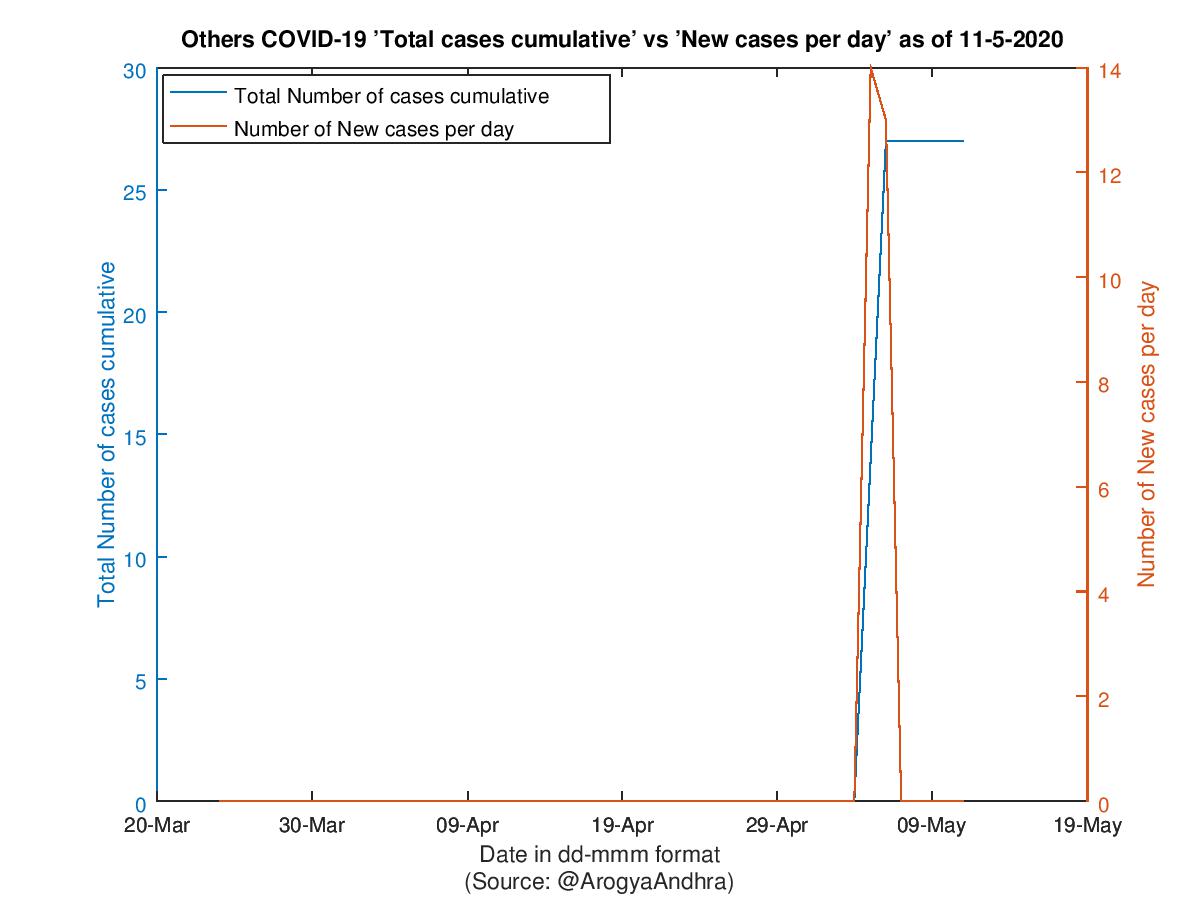 Others COVID-19 ’Total cases cumulative’ vs ’New cases per day’ as of 11-5-2020
Total Number of cases cumulative
Number of New cases per day
Total Number of cases cumulative
30
25
20
15
10
5
0
14
12
10
8
6
4
2
0
Number of New cases per day
20-Mar 30-Mar 09-Apr 19-Apr 29-Apr 09-May 19-May
Date in dd-mmm format
(Source: @ArogyaAndhra)